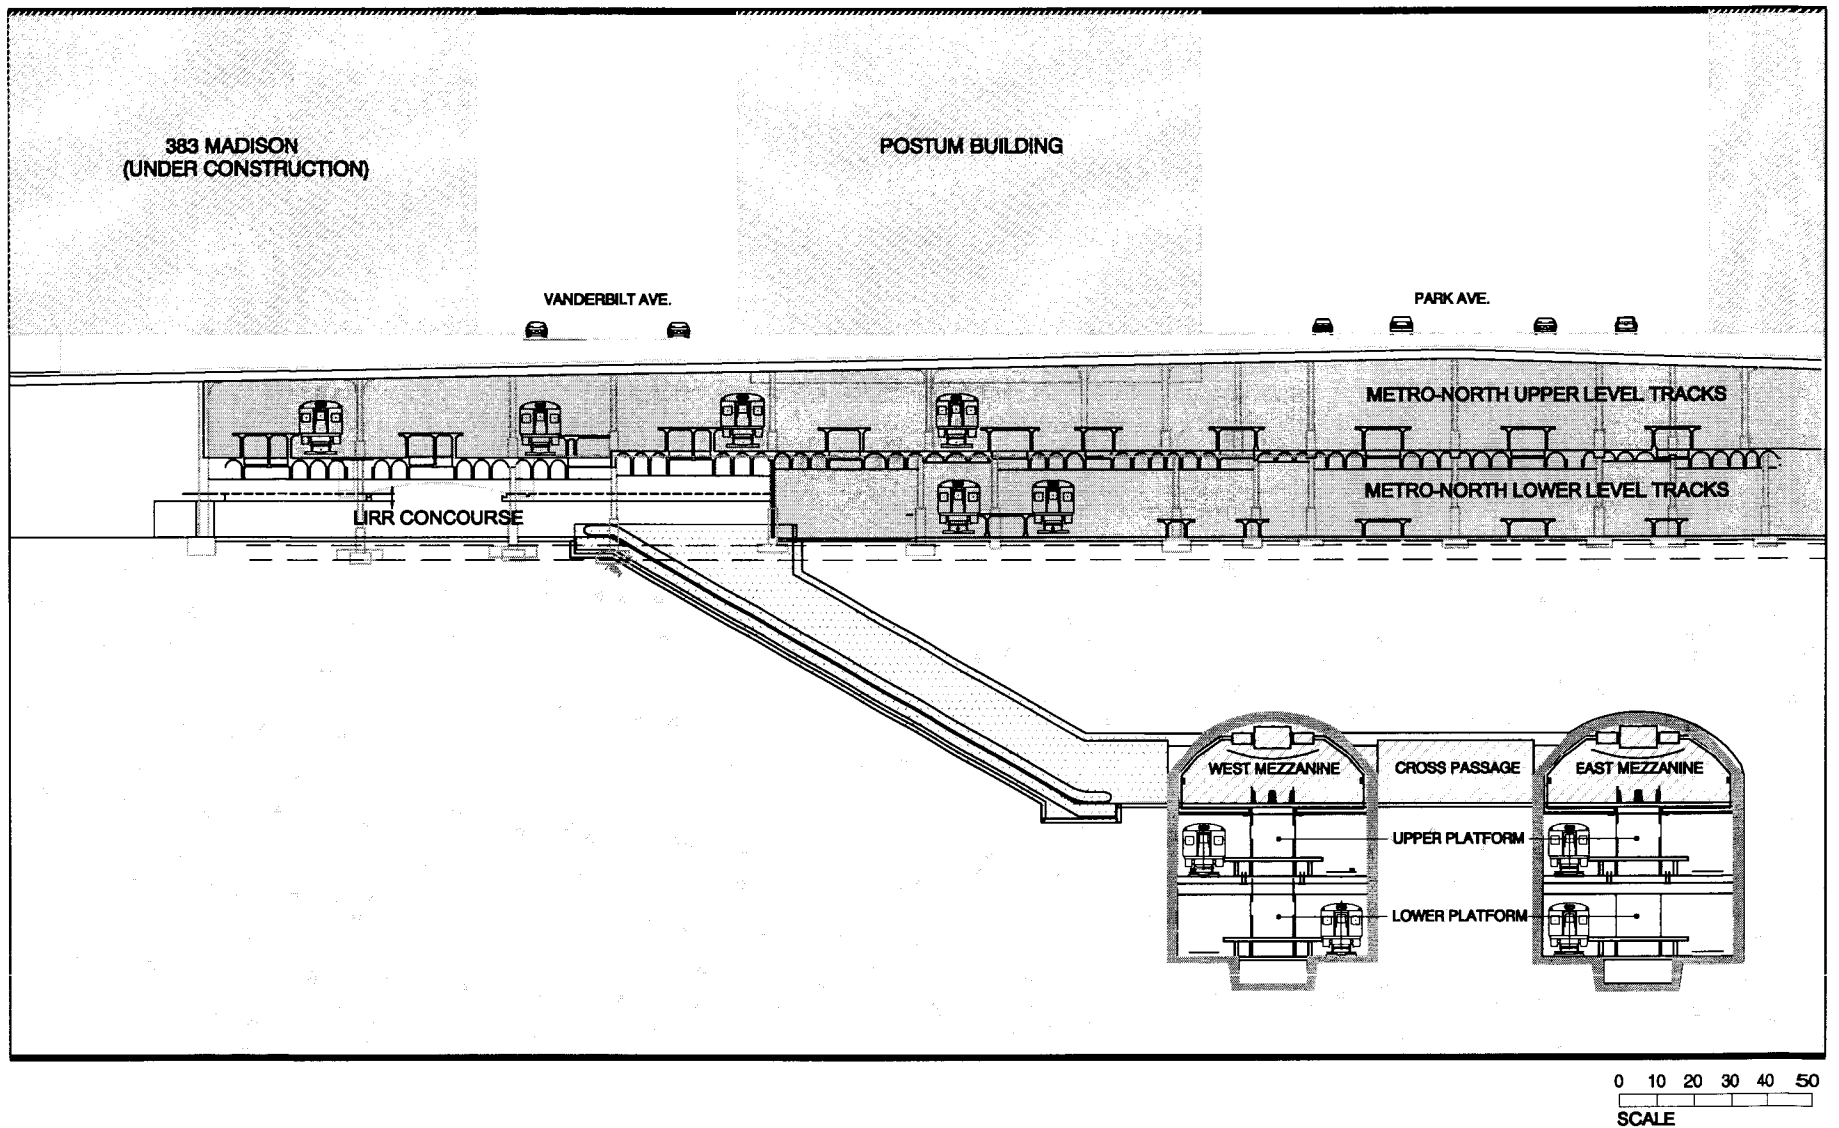 383 MADISON
(UNDER CONSTRUCTION)
POSTUM BUILDING
VANDERBILT AVE.
PARK AVE.
METRO-NORTH UPPER LEVEL TRACKS
METRO-NORTH LOWER LEVEL TRACKS
LIRR CONCOURSE
WEST MEZZANINE
CROSS PASSAGE
EAST MEZZANINE
UPPER PLATFORM
LOWER PLATFORM
0 10 20 30 40 50
SCALE